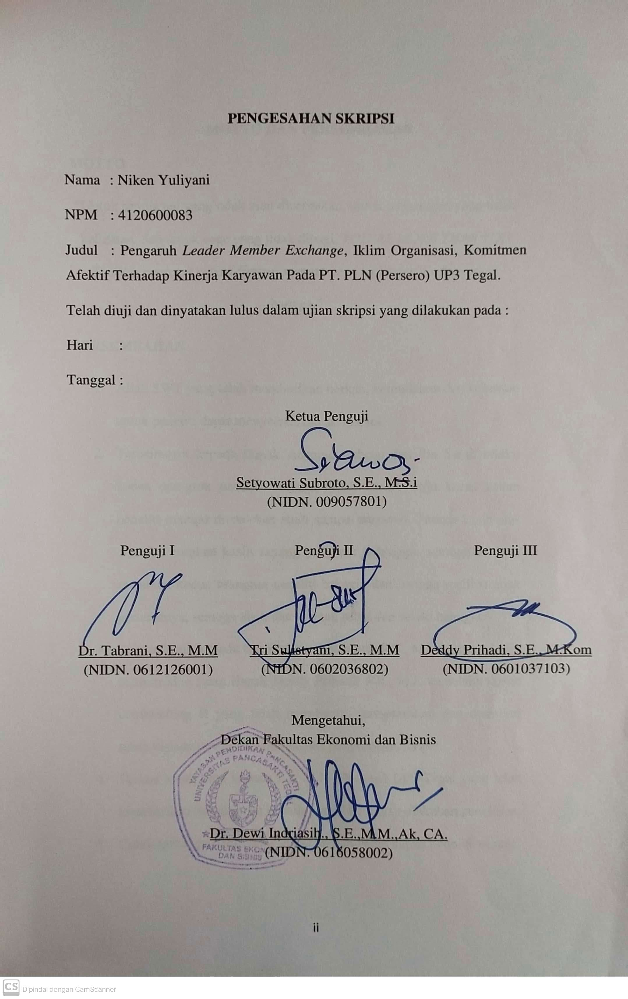 PENGESAHAN SKRIPSI
Nama : Niken Yuliyani
NPM : 4120600083
Judul : Pengaruh Leader Member Exchange, Iklim Organisasi, Komitmen
Afektif Terhadap Kinerja Karyawan Pada PT. PLN (Persero) UP3 Tegal.
Telah diuji dan dinyatakan lulus dalam ujian skripsi yang dilakukan pada :
Hari :
Tanggal :
Ketua Penguji
Setyowati Subroto, S.E., M.S.i
(NIDN. 009057801)
Penguji I Penguji II Penguji III
Dr. Tabrani, S.E., M.M Tri Sulistyani, S.E., M.M Deddy Prihadi, S.E., M.Kom
(NIDN. 0612126001) (NIDN. 0602036802) (NIDN. 0601037103)
Mengetahui,
Dekan Fakultas Ekonomi dan Bisnis
YAYASAN PENDIDIKAN PANCASAKTI
UNIVERSITAS PANCASAKTI TEGAL
Dr. Dewi Indriasih., S.E.,M.M.,Ak, CA.
FAKULTAS EKON
DAN BISNIS
(NIDN. 0616058002)
ii
CS Dipindai dengan CamScanner